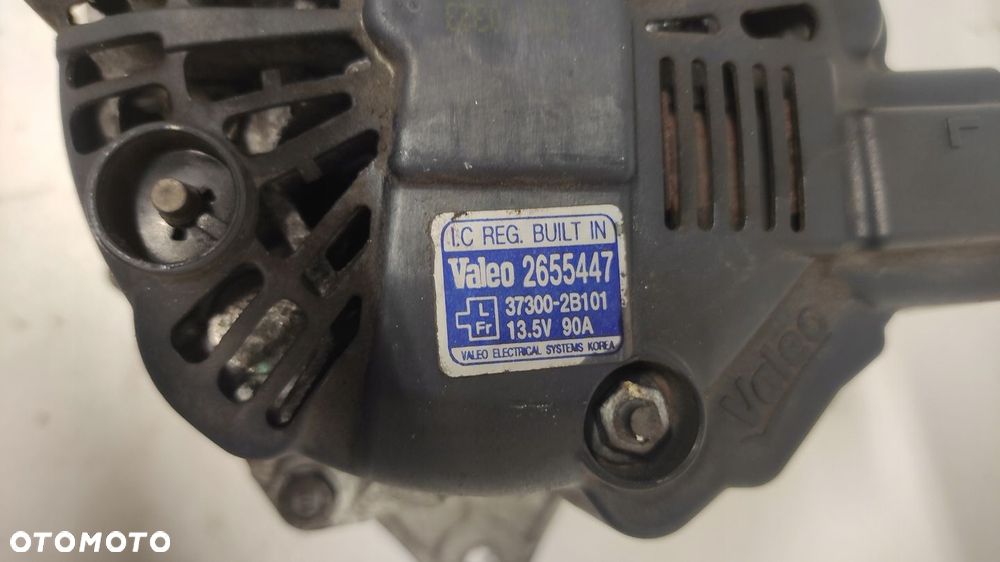 I.C REG. BUILT IN
Valeo 2655447
37300-2B101
L
Fr
13.5V 90A
VALEO ELECTRICAL SYSTEMS KOREA
Valeo
L
OTOMOTO